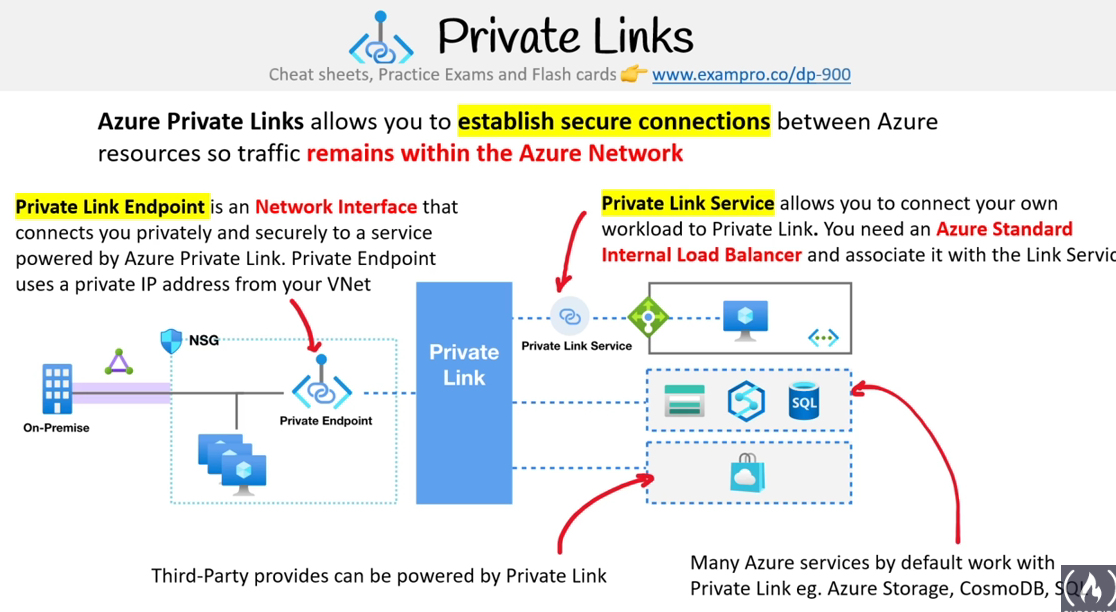 Private Links
Cheat sheets, Practice Exams and Flash cards 👉 www.exampro.co/dp-900
Azure Private Links allows you to establish secure connections between Azure
resources so traffic remains within the Azure Network
Private Link Endpoint is an Network Interface that
connects you privately and securely to a service
powered by Azure Private Link. Private Endpoint
uses a private IP address from your VNet
Private Link Service allows you to connect your own
workload to Private Link. You need an Azure Standard
Internal Load Balancer and associate it with the Link Servic
NSG
On-Premise
Private Endpoint
Private
Link
Private Link Service
SQL
Third-Party provides can be powered by Private Link
Many Azure services by default work with
Private Link eg. Azure Storage, CosmoDB, SQL